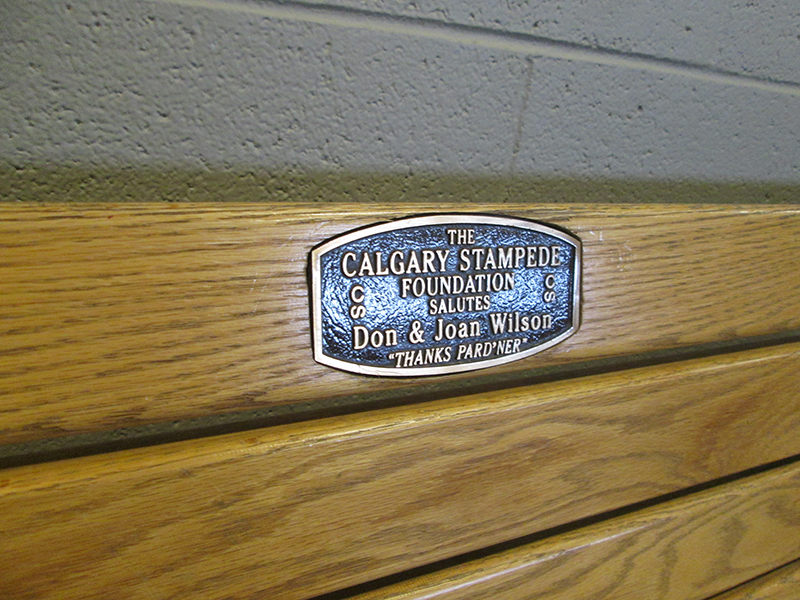 THE
CALGARY STAMPEDE
FOUNDATION
SALUTES
CS
CS
Don & Joan Wilson
"THANKS PARD'NER"